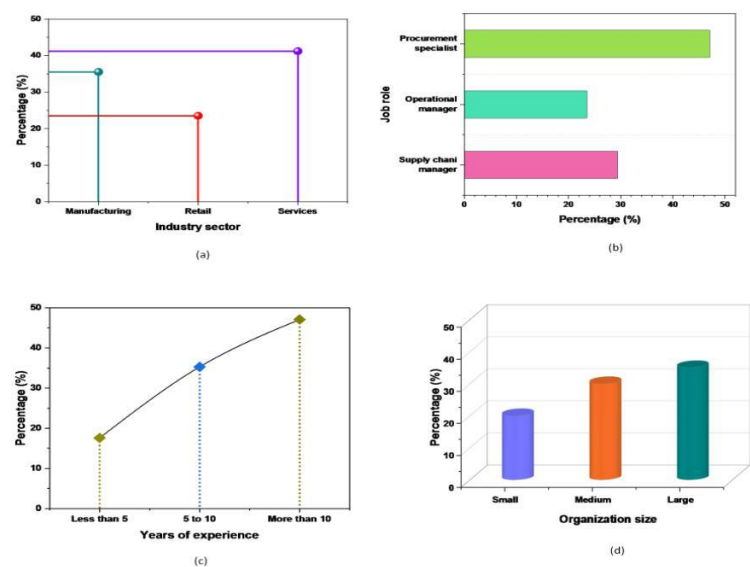 50
40
30
20
10
0
Percentage (%)
Manufacturing Retail Services
Industry sector
(a)
Procurement
specialist
Operational
manager
Supply chani
manager
Job role
0 10 20 30 40 50
Percentage (%)
(b)
50
40
30
20
10
0
Percentage (%)
Less than 5 5 to 10 More than 10
Years of experience
(c)
50
40
30
20
10
0
Percentage (%)
Small Medium Large
Organization size
(d)